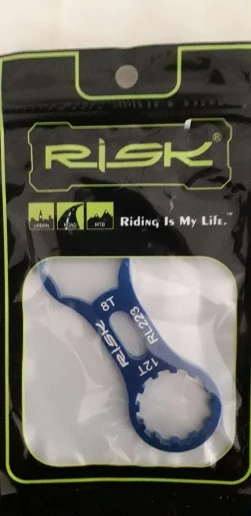 RiSK®
URBAN ROAD MTB Riding Is My Life.™
8T
RISK RL223
12T